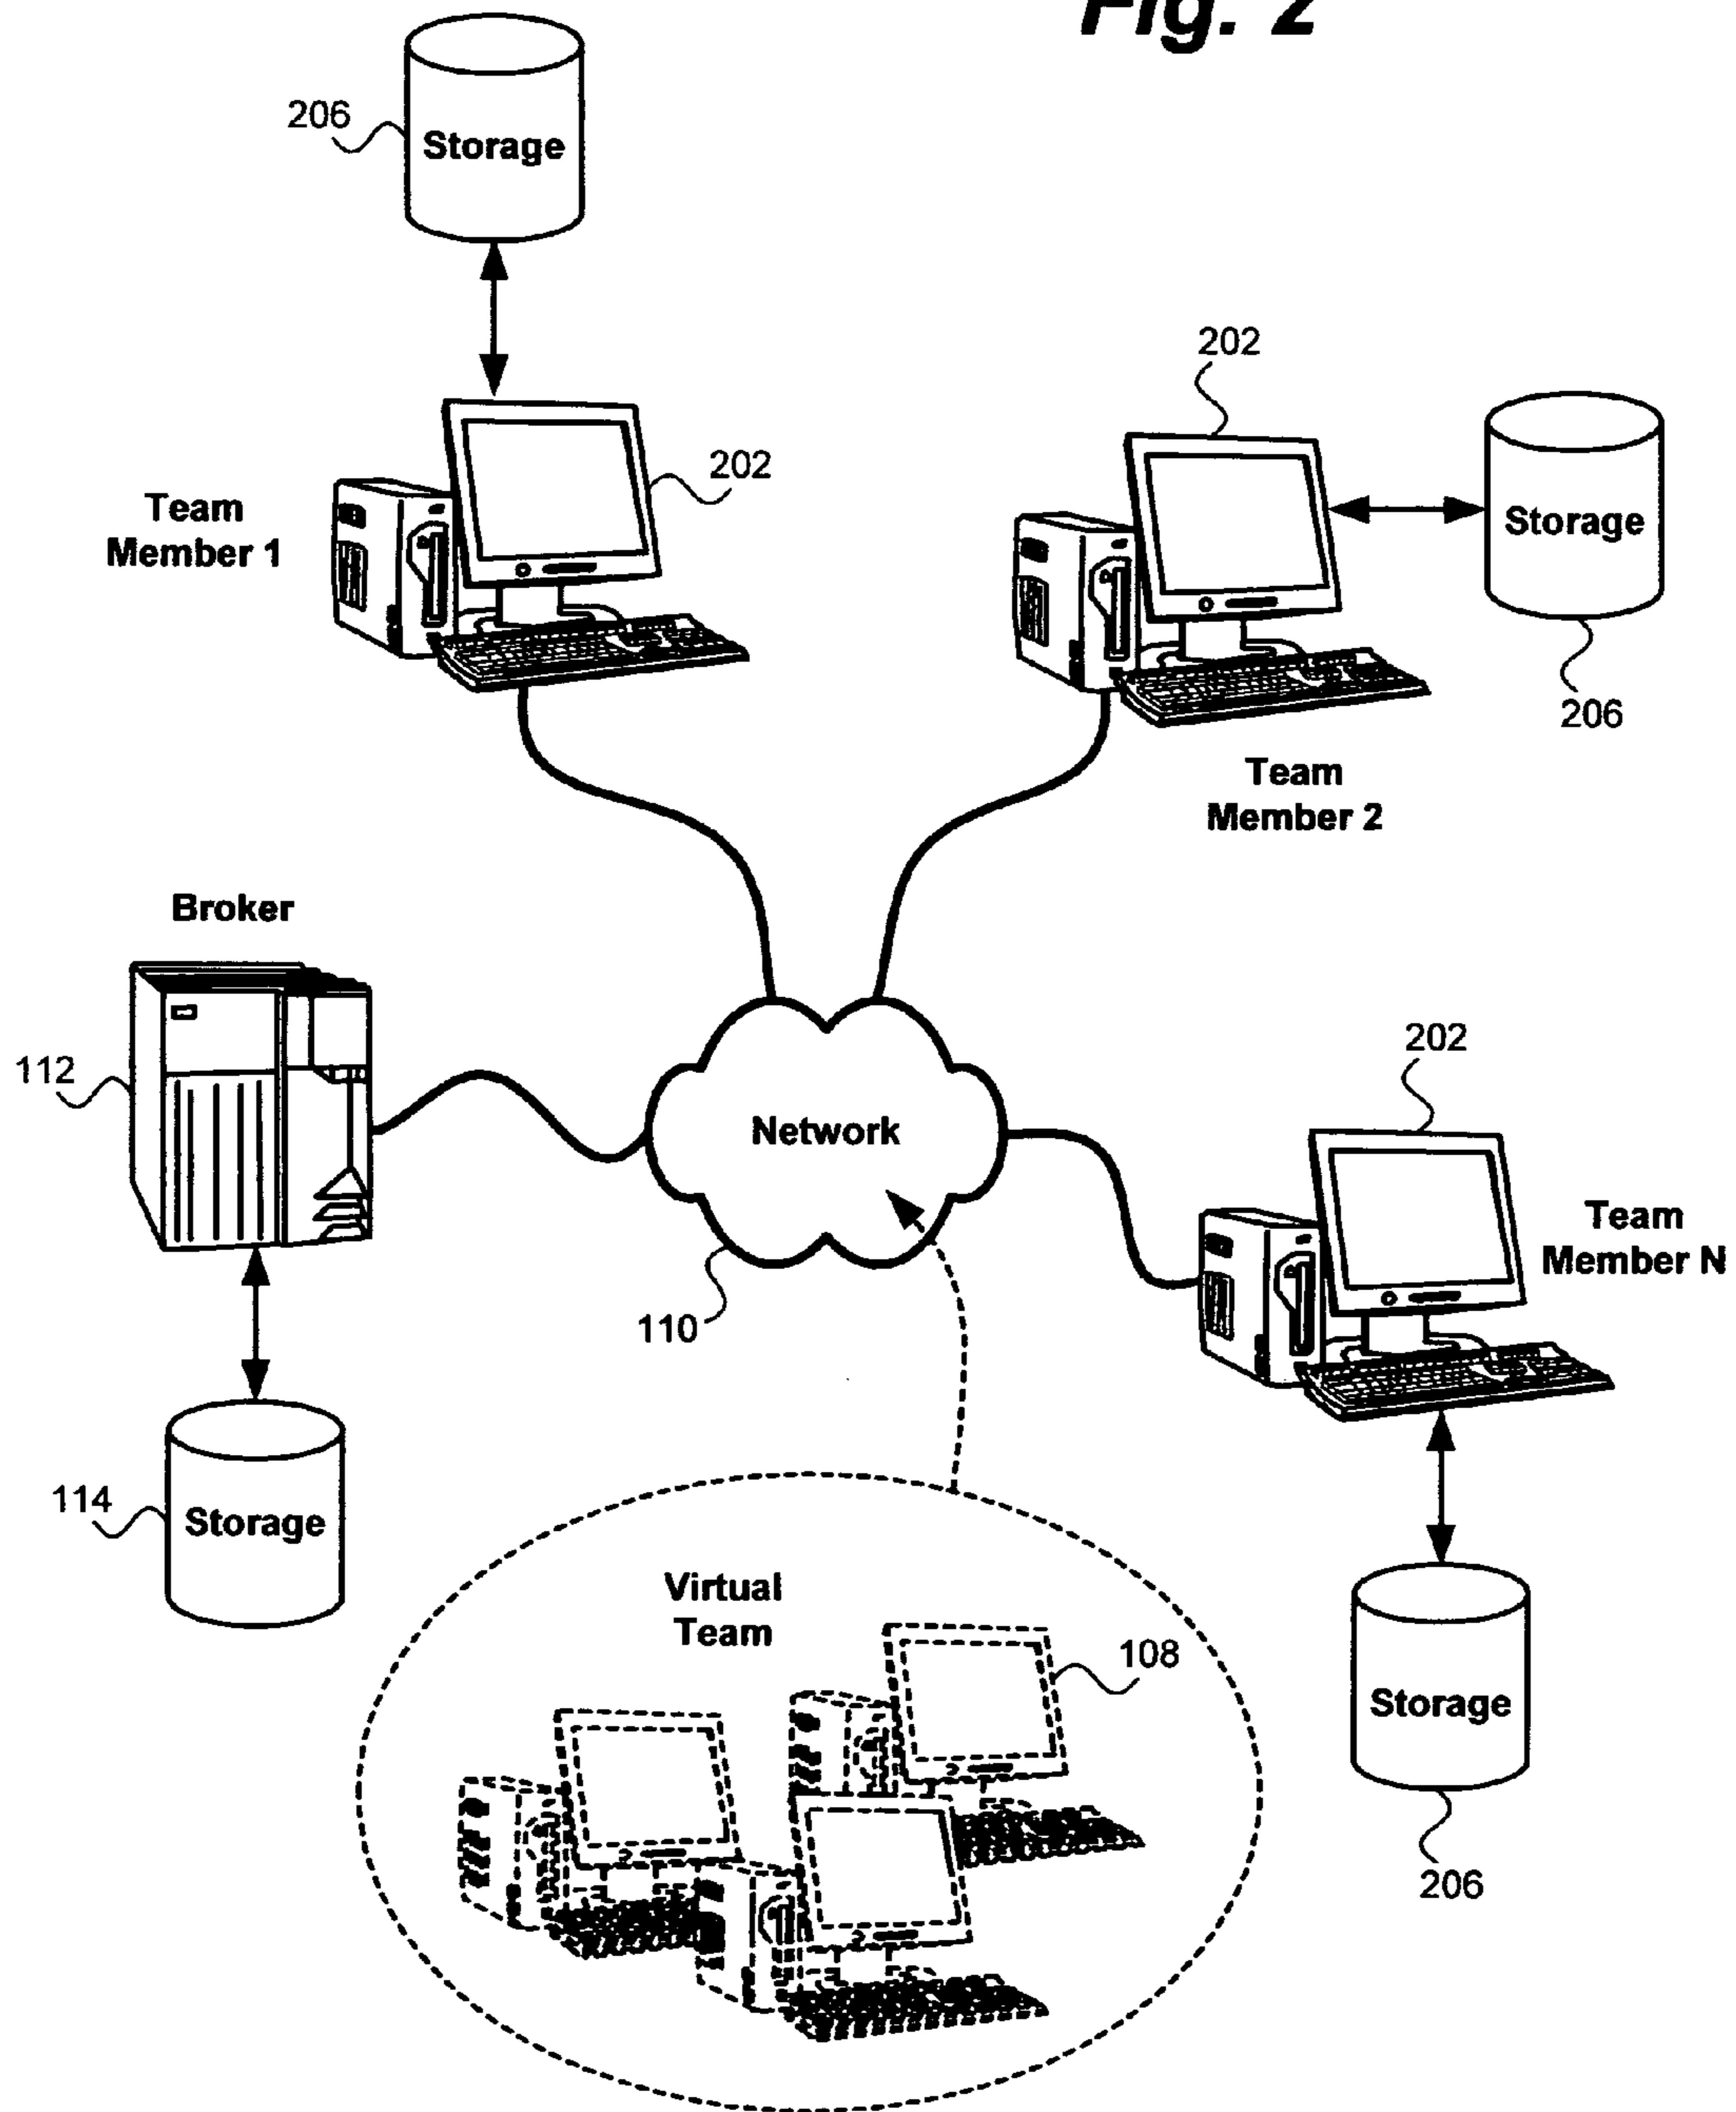 Fig. 2
206
Storage
202
202
Storage
Team
Member 1
206
Team
Member 2
Broker
112
Network
202
Team
Member N
110
114
Storage
Virtual
Team
108
Storage
206